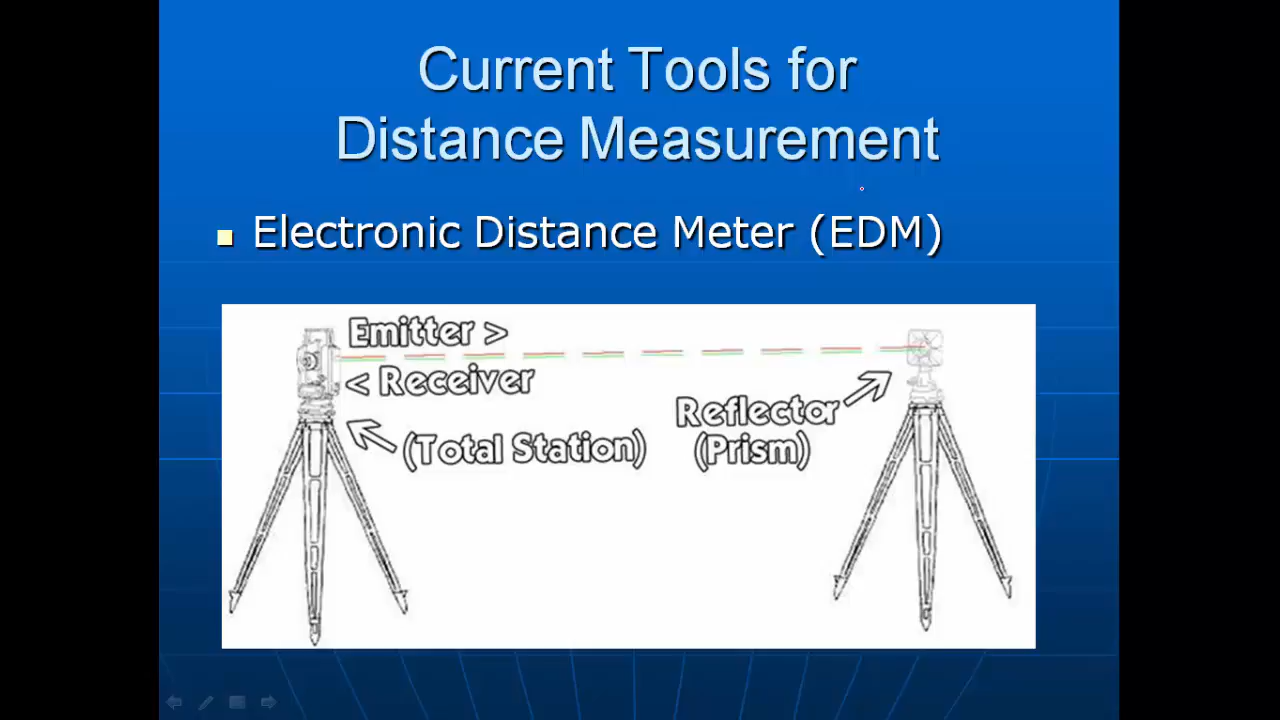 Current Tools for
Distance Measurement
Electronic Distance Meter (EDM)
Emitter >
< Receiver
(Total Station)
Reflector
(Prism)